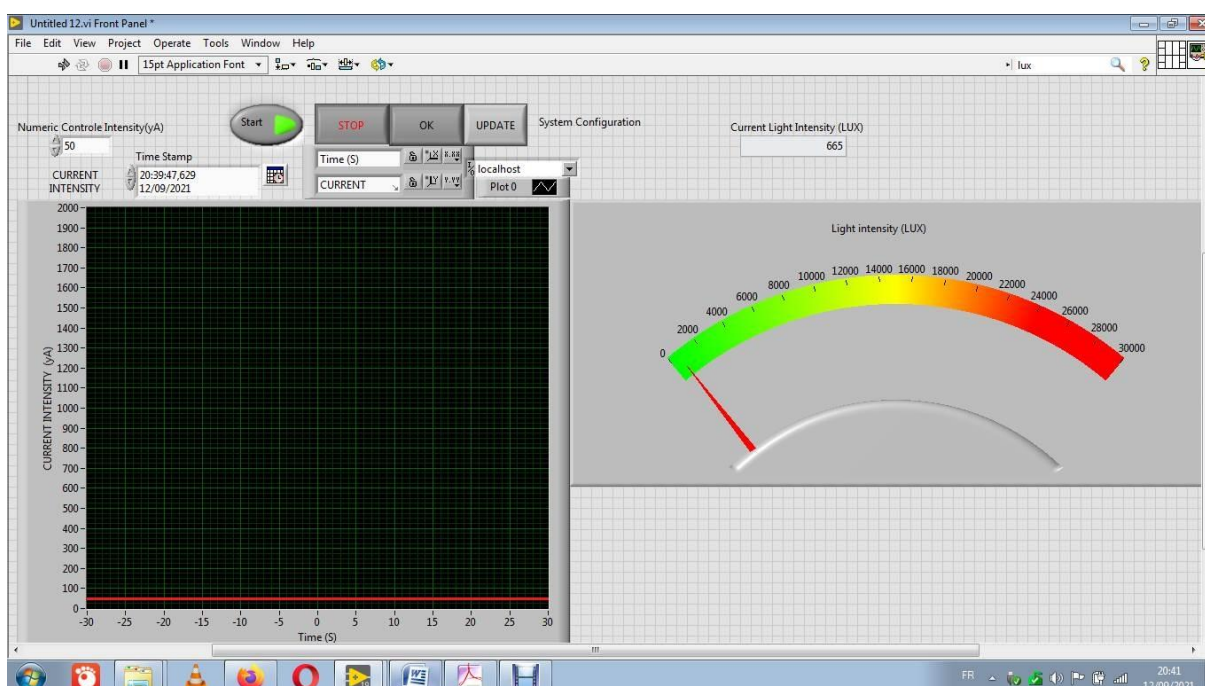 Untitled 12.vi Front Panel *
File Edit View Project Operate Tools Window Help
15pt Application Font
lux
Numeric Controle Intensity(yA)
50
Start
STOP
OK
UPDATE
System Configuration
Current Light Intensity (LUX)
665
CURRENT
INTENSITY
Time Stamp
20:39:47,629
12/09/2021
Time (S)
CURRENT
localhost
Plot 0
2000
1900
1800
1700
1600
1500
1400
1300
1200
1100
1000
900
800
700
600
500
400
300
200
100
0
CURRENT INTENSITY (yA)
-30 -25 -20 -15 -10 -5 0 5 10 15 20 25 30
Time (S)
Light intensity (LUX)
0 2000 4000 6000 8000 10000 12000 14000 16000 18000 20000 22000 24000 26000 28000 30000
FR
20:41
12/09/2021